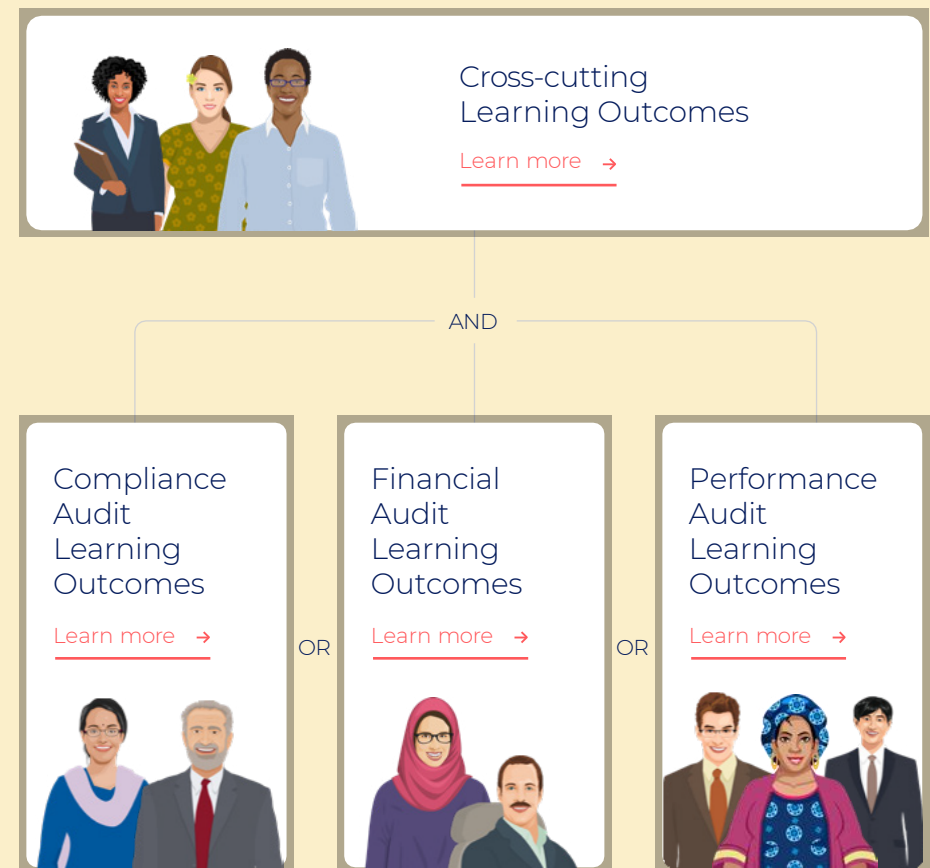 Cross-cutting
Learning Outcomes
Learn more
AND
Compliance
Audit
Learning
Outcomes
Learn more
OR
Financial
Audit
Learning
Outcomes
Learn more
OR
Performance
Audit
Learning
Outcomes
Learn more